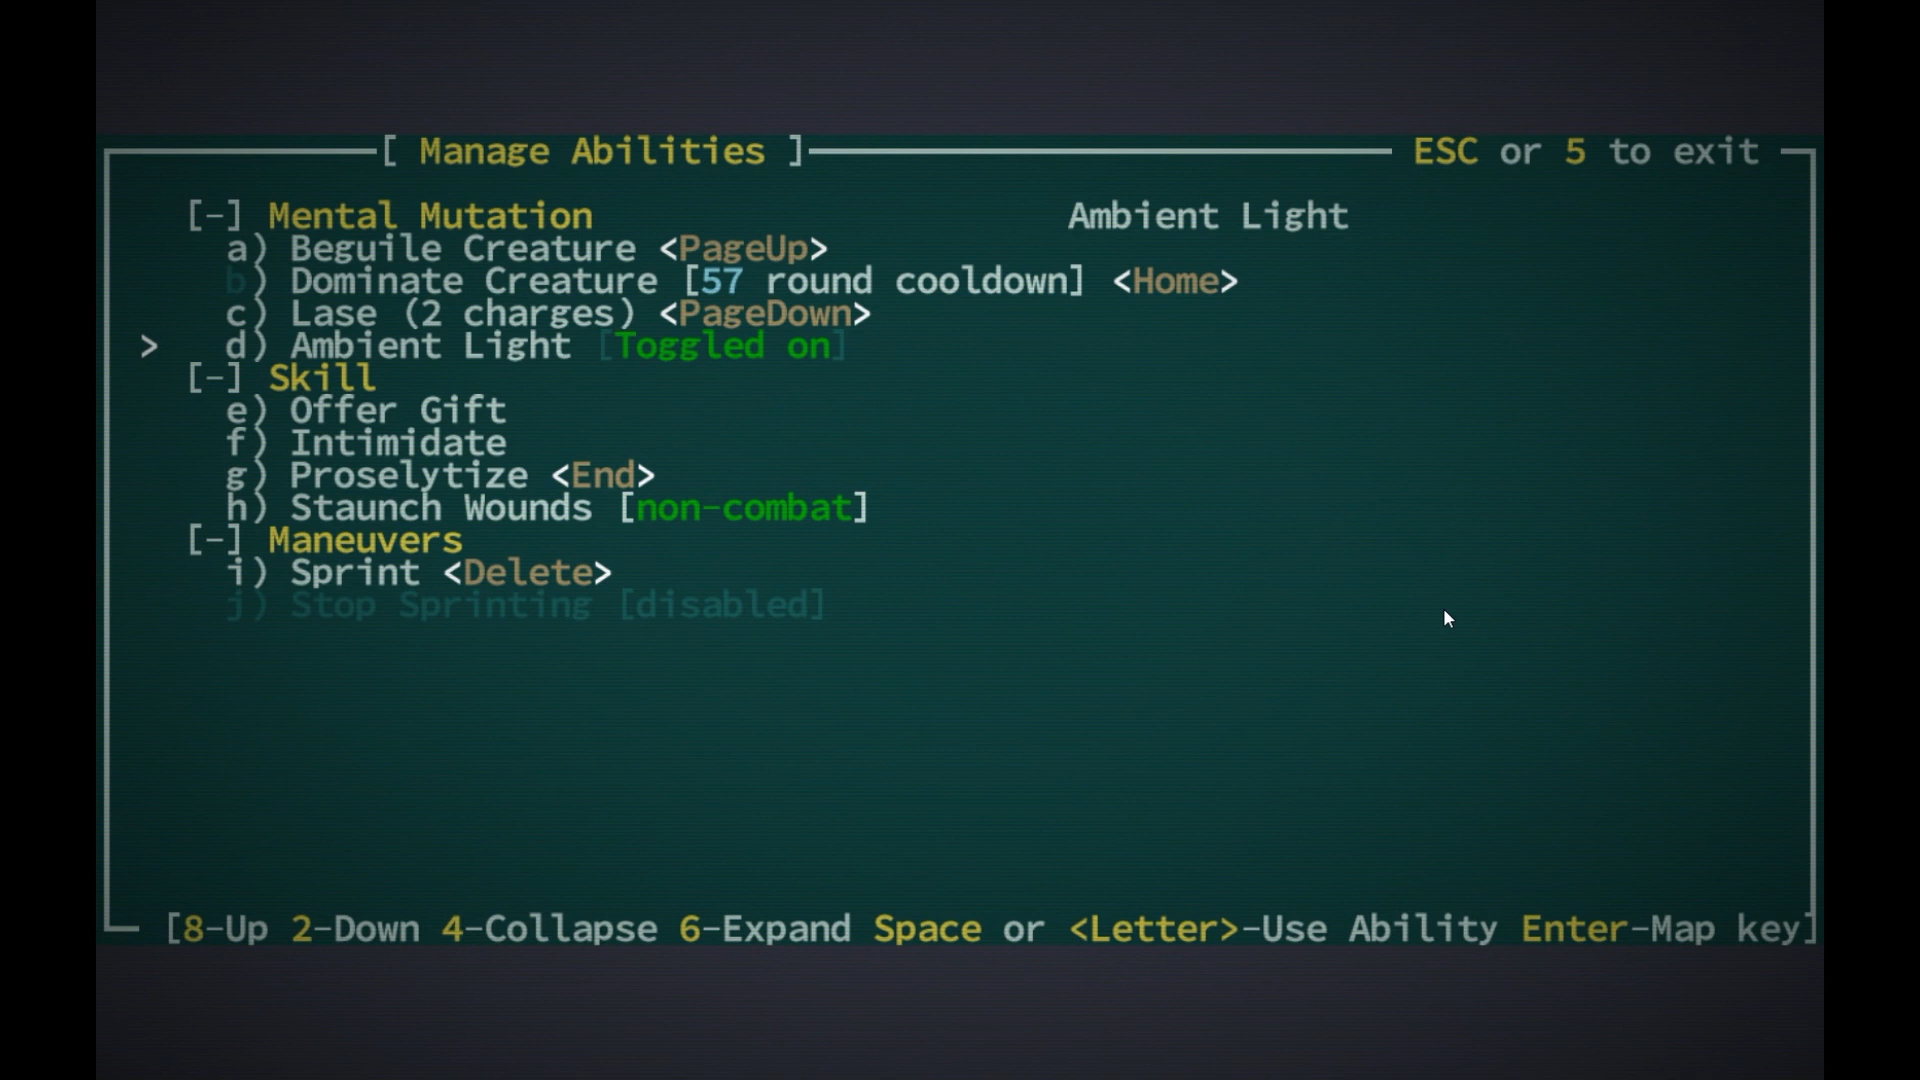 [ Manage Abilities ] ESC or 5 to exit
[-] Mental Mutation Ambient Light
a) Beguile Creature <PageUp>
b) Dominate Creature [57 round cooldown] <Home>
c) Lase (2 charges) <PageDown>
> d) Ambient Light [Toggled on]
[-] Skill
e) Offer Gift
f) Intimidate
g) Proselytize <End>
h) Staunch Wounds [non-combat]
[-] Maneuvers
i) Sprint <Delete>
j) Stop Sprinting [disabled]
[8-Up 2-Down 4-Collapse 6-Expand Space or <Letter>-Use Ability Enter-Map key]